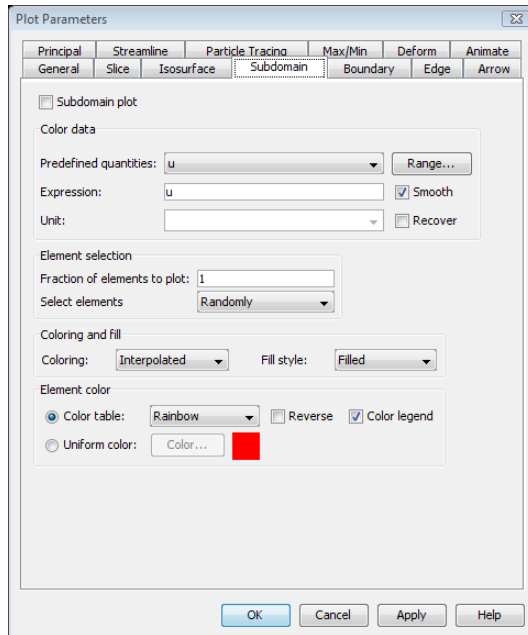 Plot Parameters
Principal Streamline Particle Tracing Max/Min Deform Animate
General Slice Isosurface Subdomain Boundary Edge Arrow
Subdomain plot
Color data
Predefined quantities: u Range...
Expression: u Smooth
Unit: Recover
Element selection
Fraction of elements to plot: 1
Select elements Randomly
Coloring and fill
Coloring: Interpolated Fill style: Filled
Element color
Color table: Rainbow Reverse Color legend
Uniform color: Color...
OK Cancel Apply Help